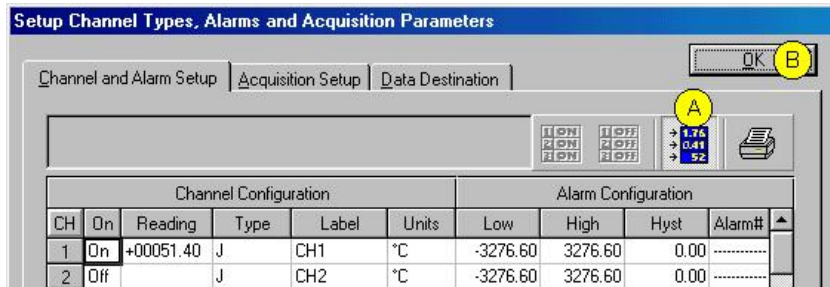 Setup Channel Types, Alarms and Acquisition Parameters
OK B
Channel and Alarm Setup Acquisition Setup Data Destination
A
1 ON 1 OFF → 1.76
2 ON 2 OFF → 0.41
3 ON 3 OFF → 52
Channel Configuration Alarm Configuration
CH On Reading Type Label Units Low High Hyst Alarm#
1 On +00051.40 J CH1 °C -3276.60 3276.60 0.00 -----------
2 Off J CH2 °C -3276.60 3276.60 0.00 -----------